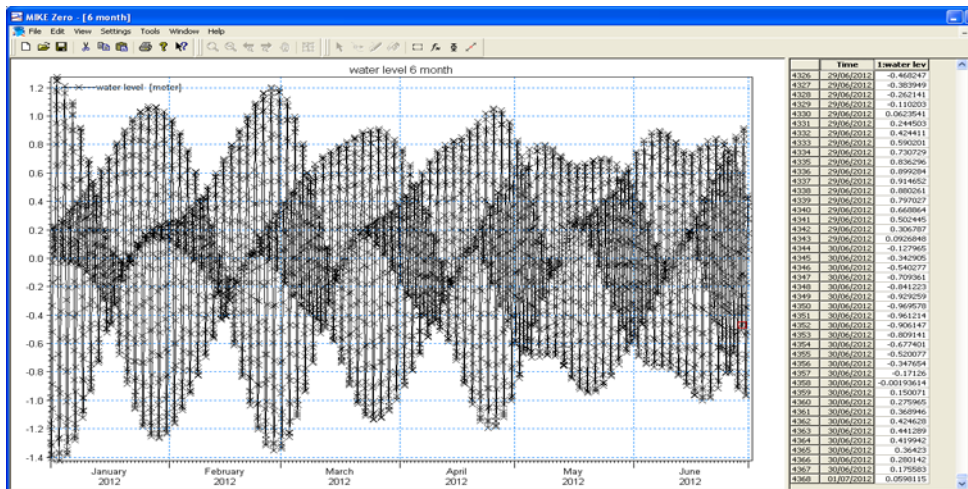 MIKE Zero - [6 month]
File Edit View Settings Tools Window Help
water level 6 month
water level [meter]
1.2
1.0
0.8
0.6
0.4
0.2
0.0
-0.2
-0.4
-0.6
-0.8
-1.0
-1.2
-1.4
January February March April May June
2012 2012 2012 2012 2012 2012
Time 1:water lev
4326 29/06/2012 -0.468247
4327 29/06/2012 -0.383949
4328 29/06/2012 -0.262141
4329 29/06/2012 -0.110203
4330 29/06/2012 0.0623541
4331 29/06/2012 0.244503
4332 29/06/2012 0.424411
4333 29/06/2012 0.590201
4334 29/06/2012 0.730729
4335 29/06/2012 0.836296
4336 29/06/2012 0.899284
4337 29/06/2012 0.914652
4338 29/06/2012 0.880261
4339 29/06/2012 0.797027
4340 29/06/2012 0.668864
4341 29/06/2012 0.502445
4342 29/06/2012 0.306787
4343 29/06/2012 0.0926848
4344 30/06/2012 -0.127965
4345 30/06/2012 -0.342905
4346 30/06/2012 -0.540277
4347 30/06/2012 -0.709361
4348 30/06/2012 -0.841223
4349 30/06/2012 -0.929259
4350 30/06/2012 -0.969578
4351 30/06/2012 -0.961214
4352 30/06/2012 -0.906147
4353 30/06/2012 -0.809141
4354 30/06/2012 -0.677401
4355 30/06/2012 -0.520077
4356 30/06/2012 -0.347654
4357 30/06/2012 -0.17126
4358 30/06/2012 -0.00193614
4359 30/06/2012 0.150071
4360 30/06/2012 0.275965
4361 30/06/2012 0.368946
4362 30/06/2012 0.424628
4363 30/06/2012 0.441289
4364 30/06/2012 0.419942
4365 30/06/2012 0.36423
4366 30/06/2012 0.280142
4367 30/06/2012 0.175583
4368 01/07/2012 0.0598115